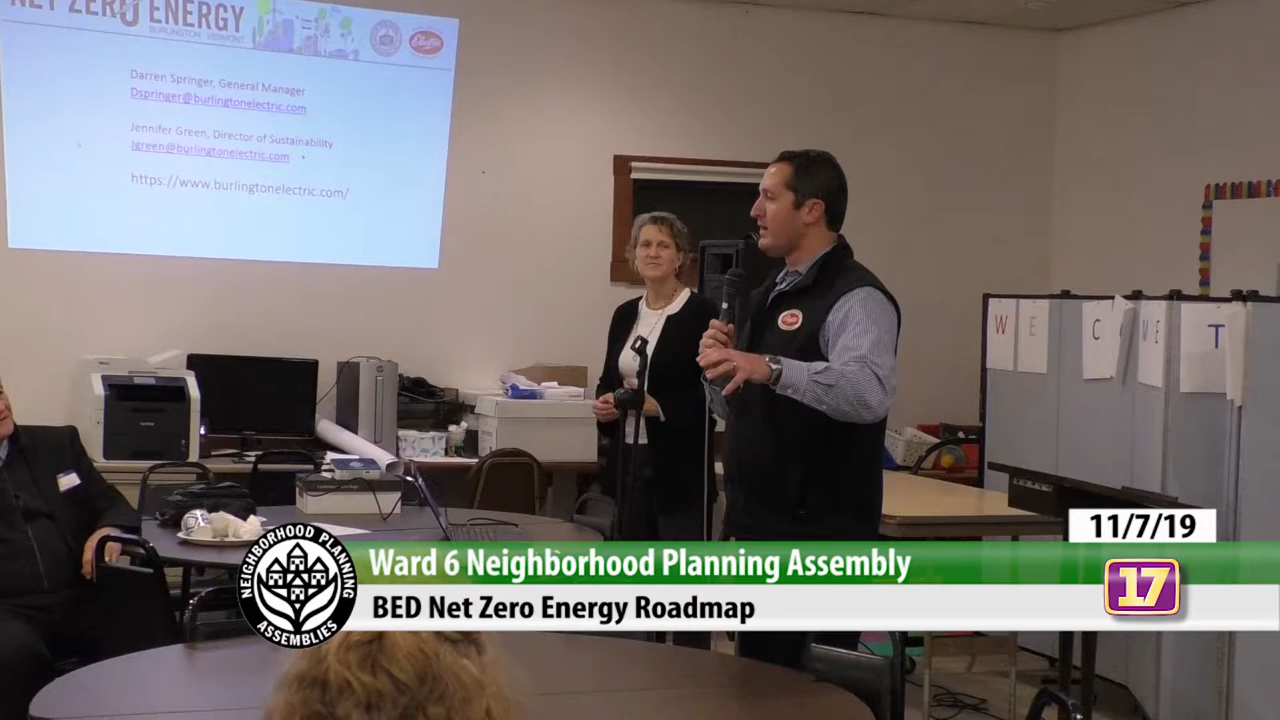 NET ZERO ENERGY
BURLINGTON, VERMONT
Electric
Darren Springer, General Manager
Dspringer@burlingtonelectric.com
Jennifer Green, Director of Sustainability
Jgreen@burlingtonelectric.com
https://www.burlingtonelectric.com/
W E C M E T
11/7/19
NEIGHBORHOOD PLANNING ASSEMBLIES
Ward 6 Neighborhood Planning Assembly
17
BED Net Zero Energy Roadmap